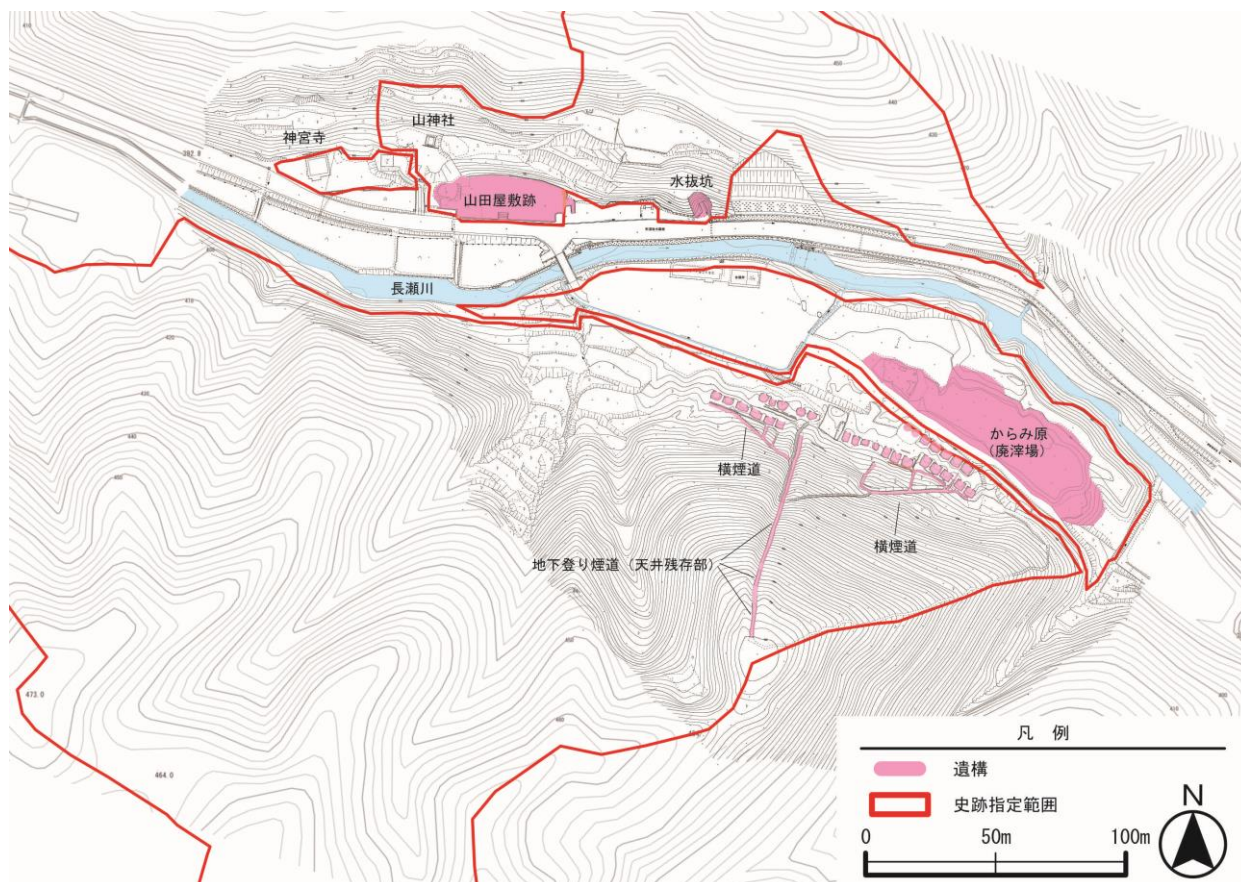 神宮寺
山神社
392.8
山田屋敷跡
水抜坑
長瀬川
からみ原
(廃滓場)
横煙道
横煙道
地下登り煙道(天井残存部)
473.0
464.0
凡 例
遺構
史跡指定範囲
0 50m 100m
N